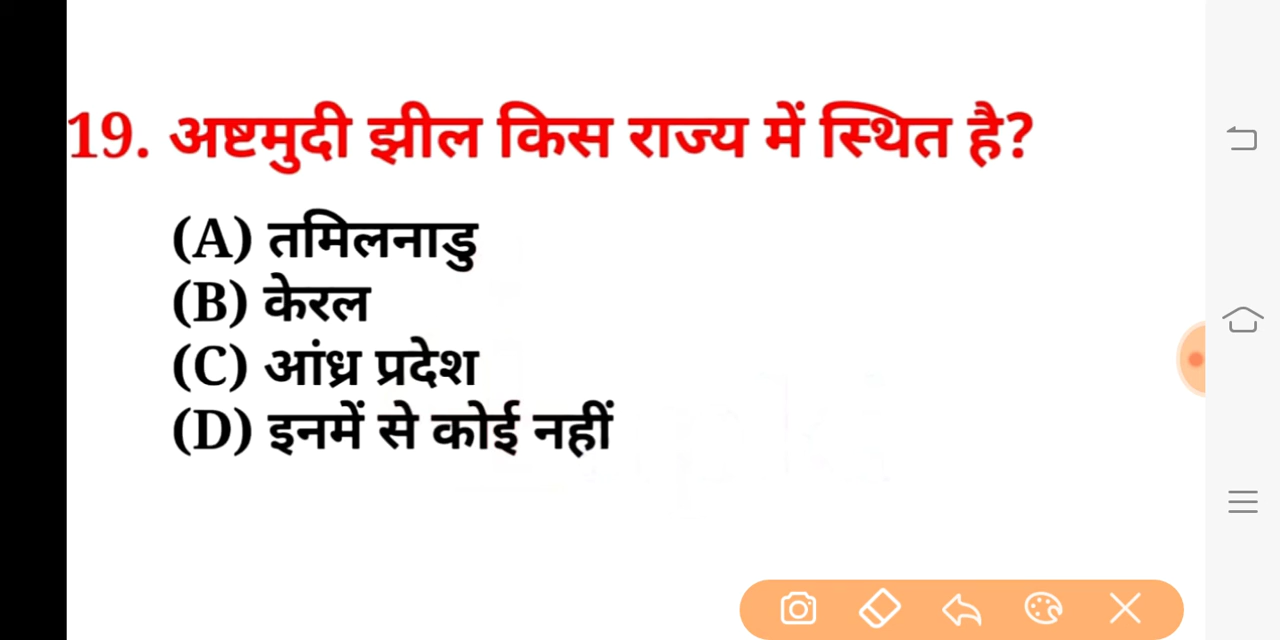 19. अष्टमुदी झील किस राज्य में स्थित है?
(A) तमिलनाडु
(B) केरल
(C) आंध्र प्रदेश
(D) इनमें से कोई नहीं